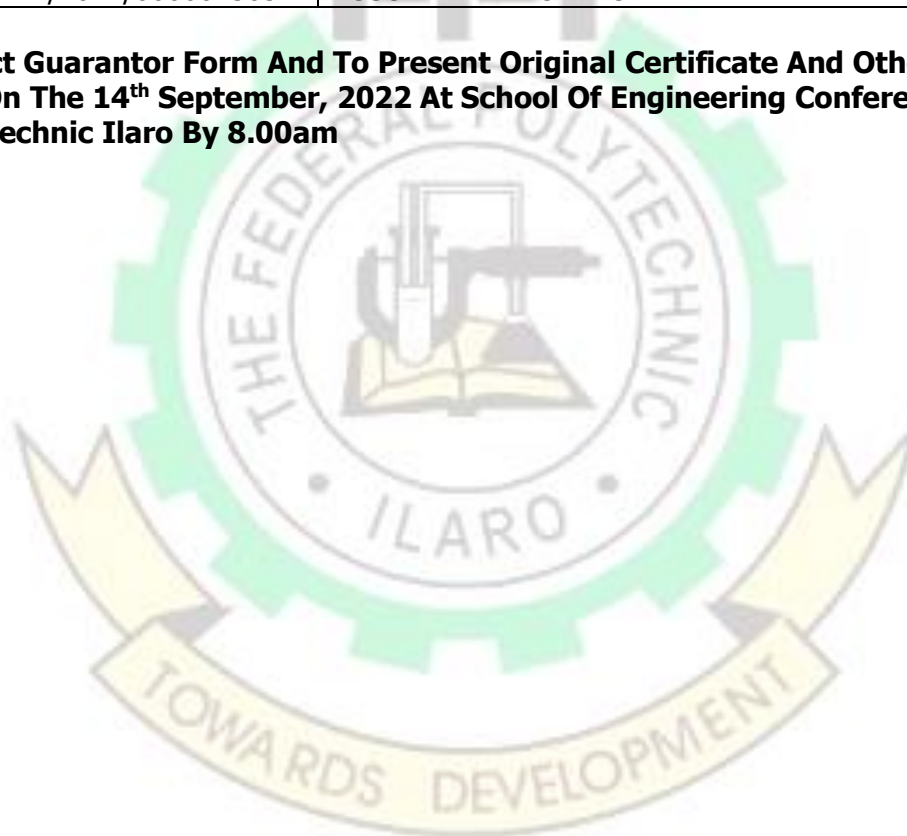 ct Guarantor Form And To Present Original Certificate And Oth
On The 14th September, 2022 At School Of Engineering Confere
technic Ilaro By 8.00am
THE FEDERAL POLYTECHNIC
ILARO
TOWARDS DEVELOPMENT